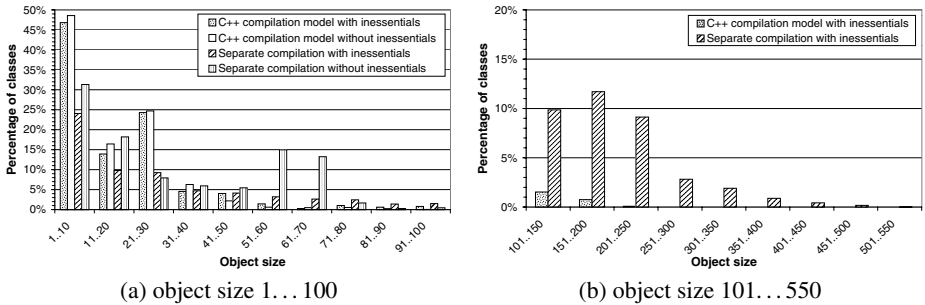 50%
45%
40%
35%
30%
25%
20%
15%
10%
5%
0%
Percentage of classes
C++ compilation model with inessentials
C++ compilation model without inessentials
Separate compilation with inessentials
Separate compilation without inessentials
1..10
11..20
21..30
31..40
41..50
51..60
61..70
71..80
81..90
91..100
Object size
(a) object size 1...100
20%
15%
10%
5%
0%
Percentage of classes
C++ compilation model with inessentials
Separate compilation with inessentials
101..150
151..200
201..250
251..300
301..350
351..400
401..450
451..500
501..550
Object size
(b) object size 101...550